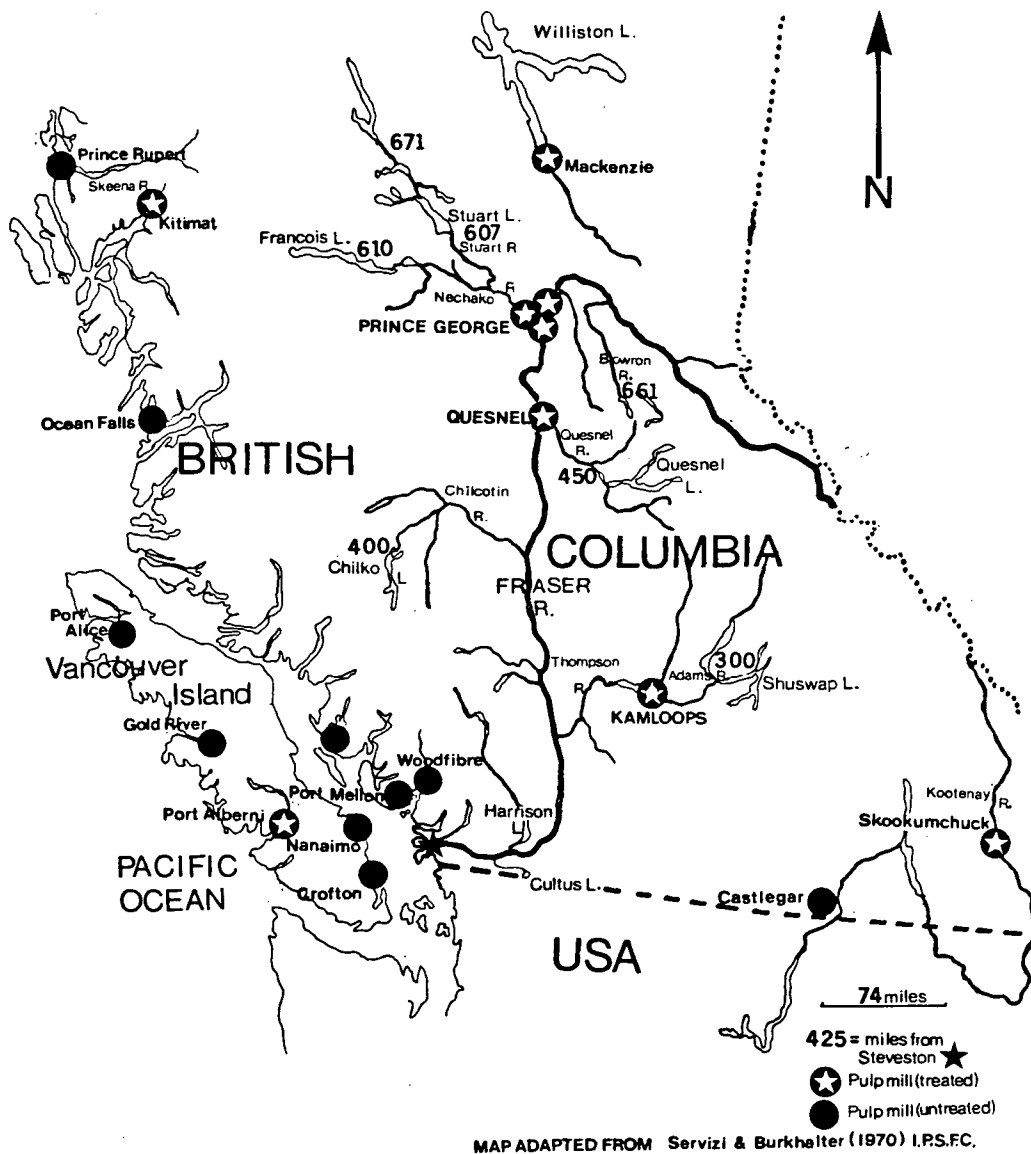 Williston L.
N
671
Mackenzie
Prince Rupert
Skeena R
Kitimat
Stuart L.
607
Stuart R
Francois L.
610
Nechako R
PRINCE GEORGE
Bowron
R.
661
Ocean Falls
QUESNEL
Quesnel
R.
450
Quesnel
L.
BRITISH
Chilcotin
R.
400
Chilko
L
COLUMBIA
FRASER
R.
Port
Alice
Vancouver
Island
Thompson
R
Adams R.
300
Shuswap L.
KAMLOOPS
Gold River
Woodfibre
Port Mellon
Port Alberni
Nanaimo
Harrison
L
Crofton
Cultus L.
Kootenay
R.
Skookumchuck
Castlegar
PACIFIC
OCEAN
USA
74 miles
425 = miles from
Steveston
Pulp mill (treated)
Pulp mill (untreated)
MAP ADAPTED FROM Servizi & Burkhalter (1970) I.P.S.F.C.